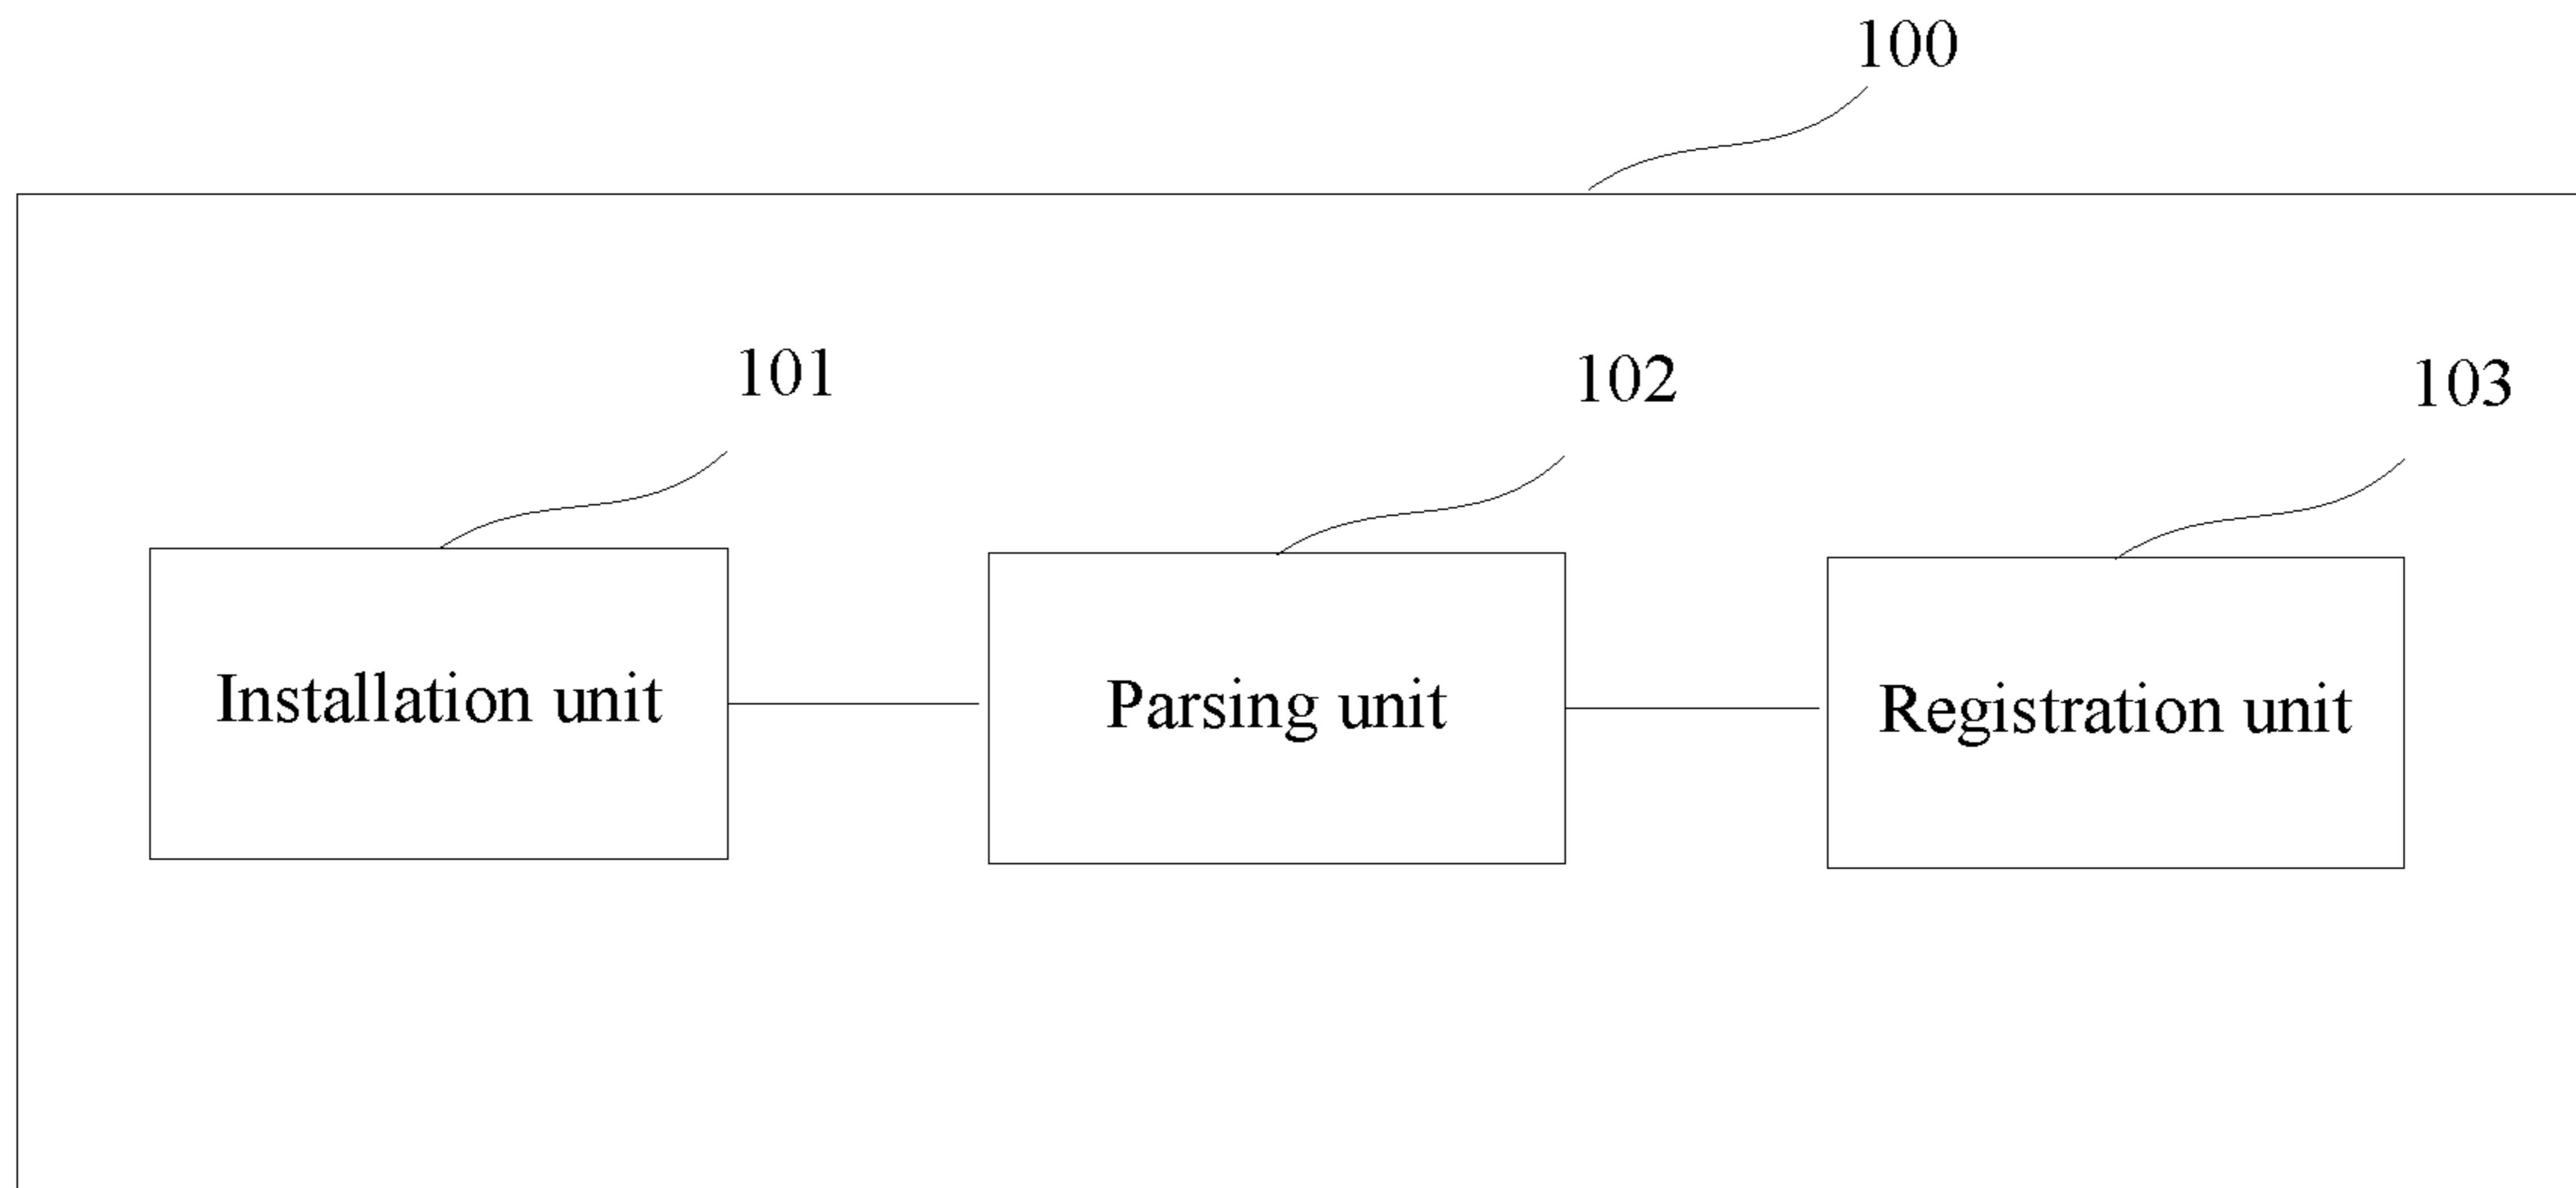 100
101
102
103
Installation unit
Parsing unit
Registration unit